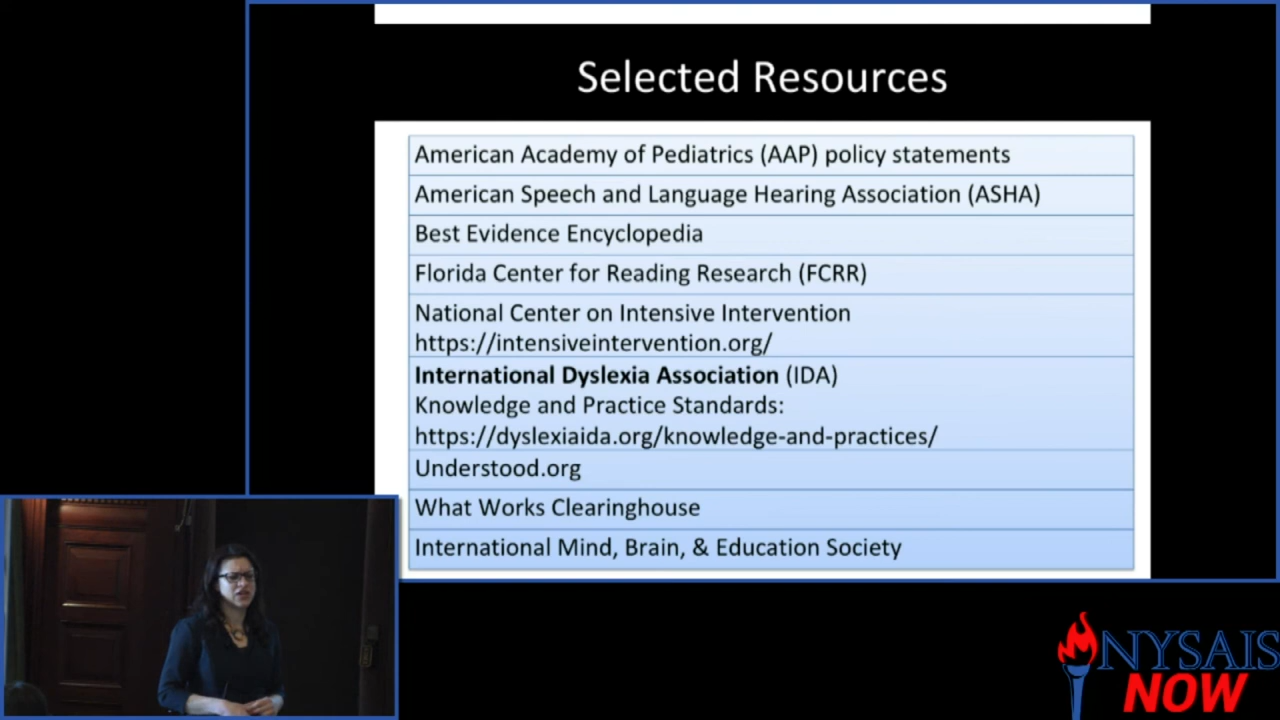 Selected Resources
American Academy of Pediatrics (AAP) policy statements
American Speech and Language Hearing Association (ASHA)
Best Evidence Encyclopedia
Florida Center for Reading Research (FCRR)
National Center on Intensive Intervention
https://intensiveintervention.org/
International Dyslexia Association (IDA)
Knowledge and Practice Standards:
https://dyslexiaida.org/knowledge-and-practices/
Understood.org
What Works Clearinghouse
International Mind, Brain, & Education Society
NYSAIS
NOW